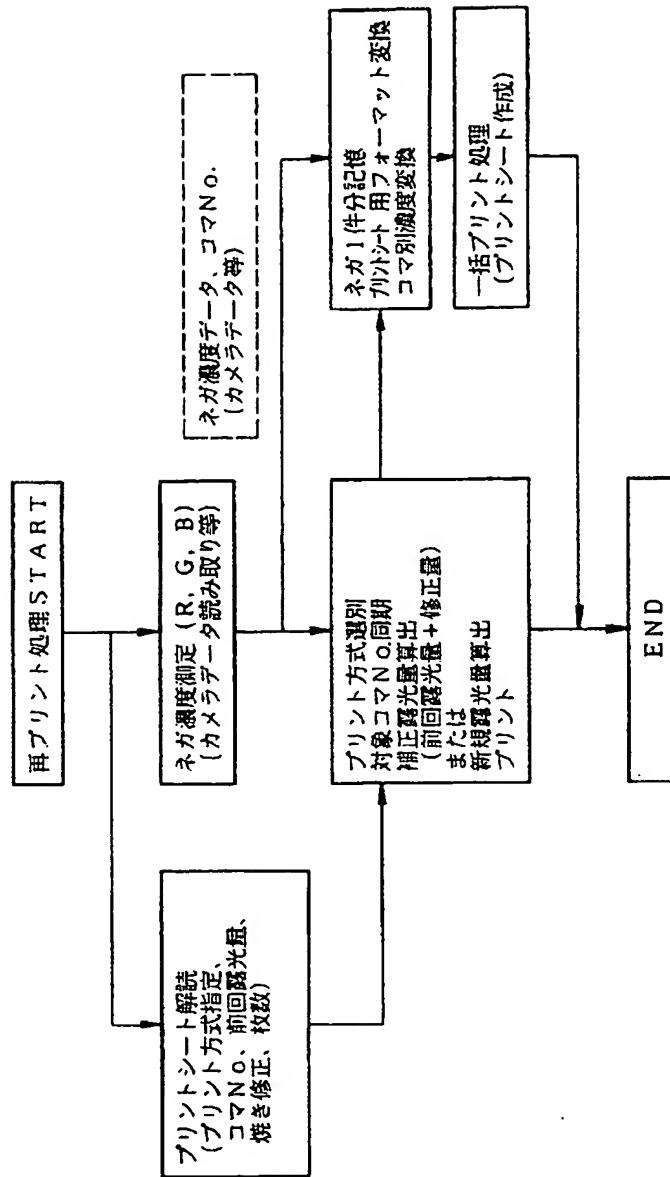 再プリント処理START
プリントシート解読
(プリント方式指定、
コマNo、前回露光量、
焼き修正、枚数)
ネガ濃度測定(R, G, B)
(カメラデータ読み取り等)
ネガ濃度データ、コマNo.
(カメラデータ等)
プリント方式選別
対象コマNo.同期
補正露光量算出
(前回露光量+修正量)
または
新規露光量算出
プリント
ネガ1件分記憶
プリントシート用フォーマット変換
コマ別濃度変換
一括プリント処理
(プリントシート作成)
END